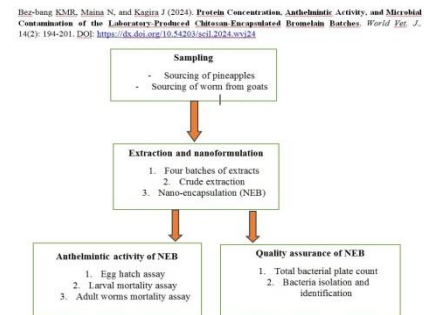 Bez-bang KMR, Maina N, and Kagira J (2024). Protein Concentration, Anthelmintic Activity, and Microbial
Contamination of the Laboratory-Produced Chitosan-Encapsulated Bromelain Batches. World Vet. J.,
14(2): 194-201. DOI: https://dx.doi.org/10.54203/scil.2024.wvj24
Sampling
- Sourcing of pineapples
- Sourcing of worm from goats
Extraction and nanoformulation
1. Four batches of extracts
2. Crude extraction
3. Nano-encapsulation (NEB)
Anthelmintic activity of NEB
1. Egg hatch assay
2. Larval mortality assay
3. Adult worms mortality assay
Quality assurance of NEB
1. Total bacterial plate count
2. Bacteria isolation and
identification